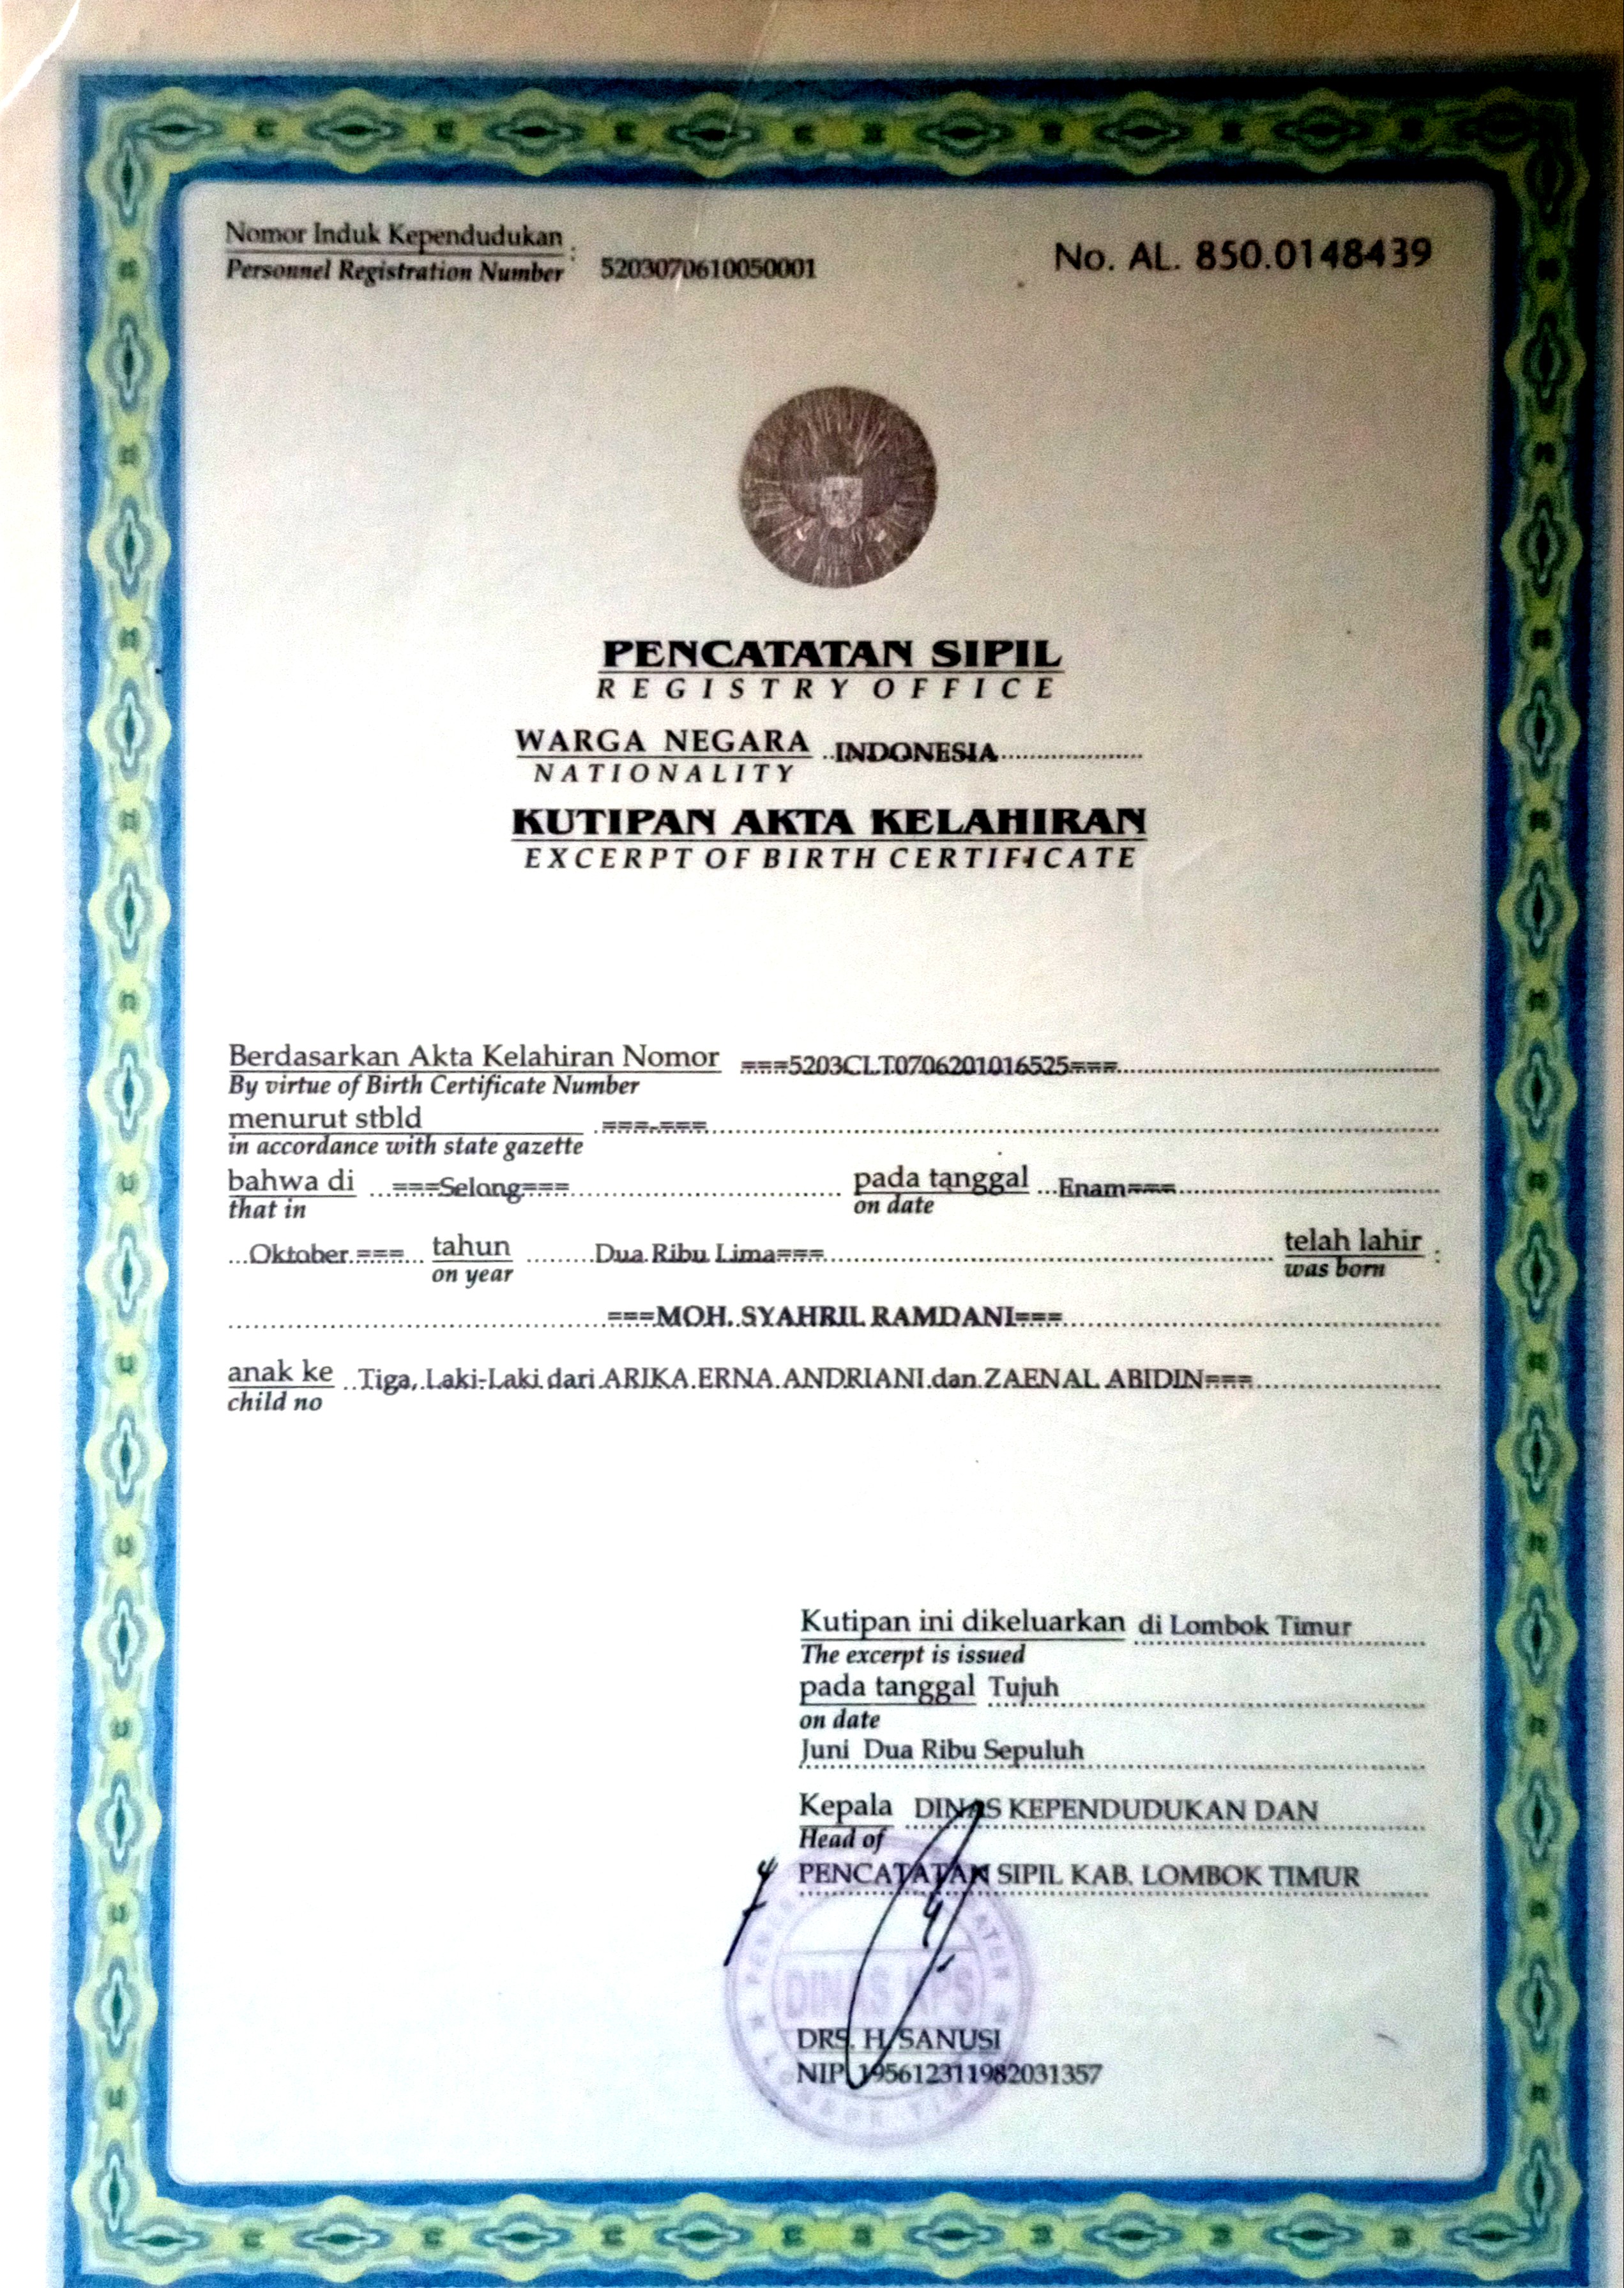 Nomor Induk Kependudukan :
Personnel Registration Number 5203070610050001
No. AL. 850.0148439
PENCATATAN SIPIL
REGISTRY OFFICE
WARGA NEGARA ..INDONESIA
NATIONALITY
KUTIPAN AKTA KELAHIRAN
EXCERPT OF BIRTH CERTIFICATE
Berdasarkan Akta Kelahiran Nomor ===5203CLT0706201016525===
By virtue of Birth Certificate Number
menurut stbld ===-===
in accordance with state gazette
bahwa di ===Selong=== pada tanggal Enam===
that in on date
Oktober === tahun Dua Ribu Lima=== telah lahir :
on year was born
===MOH. SYAHRIL RAMDANI===
anak ke Tiga, Laki-Laki dari ARIKA ERNA ANDRIANI dan ZAENAL ABIDIN===
child no
Kutipan ini dikeluarkan di Lombok Timur
The excerpt is issued
pada tanggal Tujuh
on date
Juni Dua Ribu Sepuluh
Kepala DINAS KEPENDUDUKAN DAN
Head of
PENCATATAN SIPIL KAB. LOMBOK TIMUR
DINAS KPS
DRS. H. SANUSI
NIP. 195612311982031357